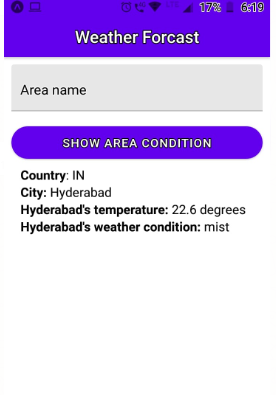 17% 6:19
Weather Forcast
Area name
SHOW AREA CONDITION
Country: IN
City: Hyderabad
Hyderabad's temperature: 22.6 degrees
Hyderabad's weather condition: mist